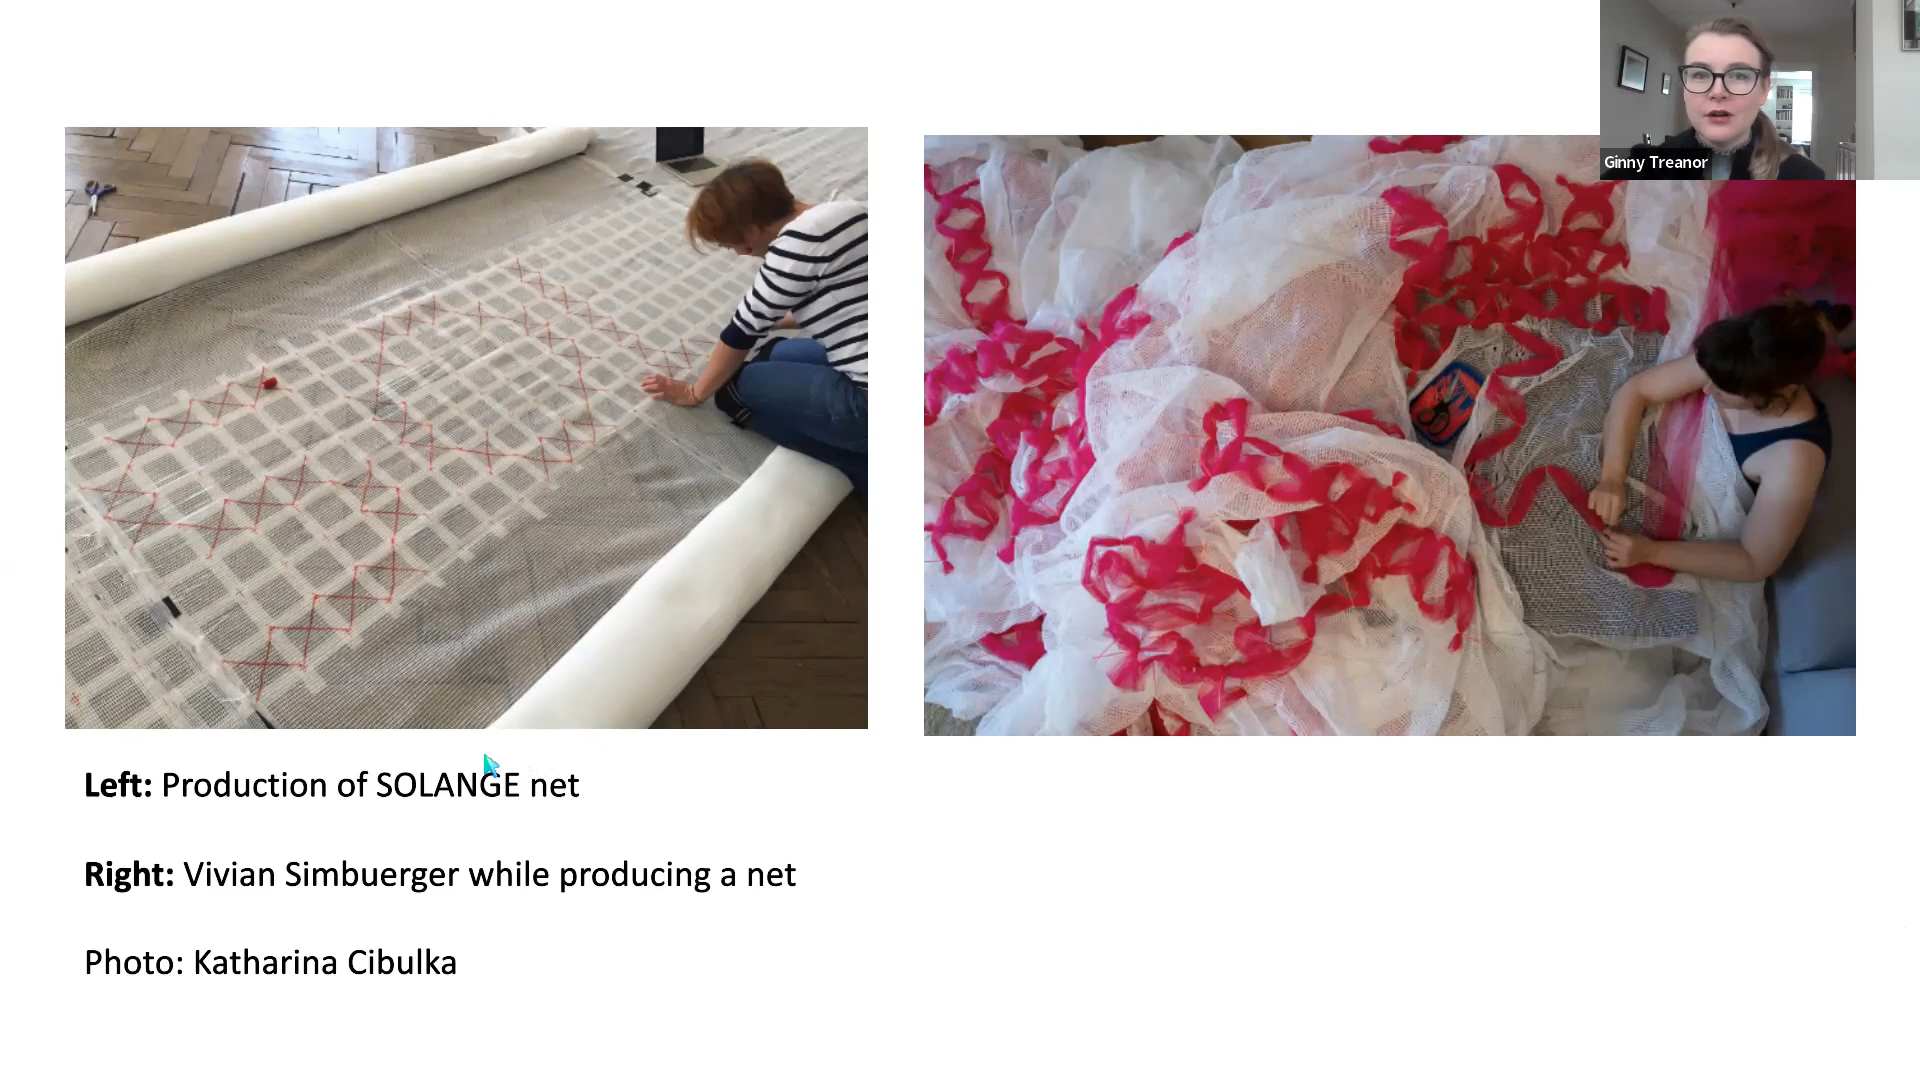 Ginny Treanor
Left: Production of SOLANGE net
Right: Vivian Simbuerger while producing a net
Photo: Katharina Cibulka